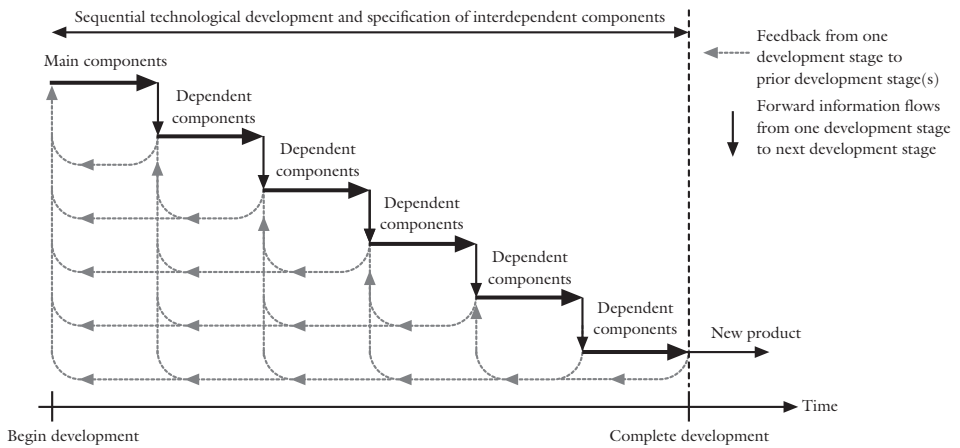 Sequential technological development and specification of interdependent components
Main components
Dependent
components
Dependent
components
Dependent
components
Dependent
components
Dependent
components
New product
Feedback from one
development stage to
prior development stage(s)
Forward information flows
from one development stage
to next development stage
Time
Begin development
Complete development